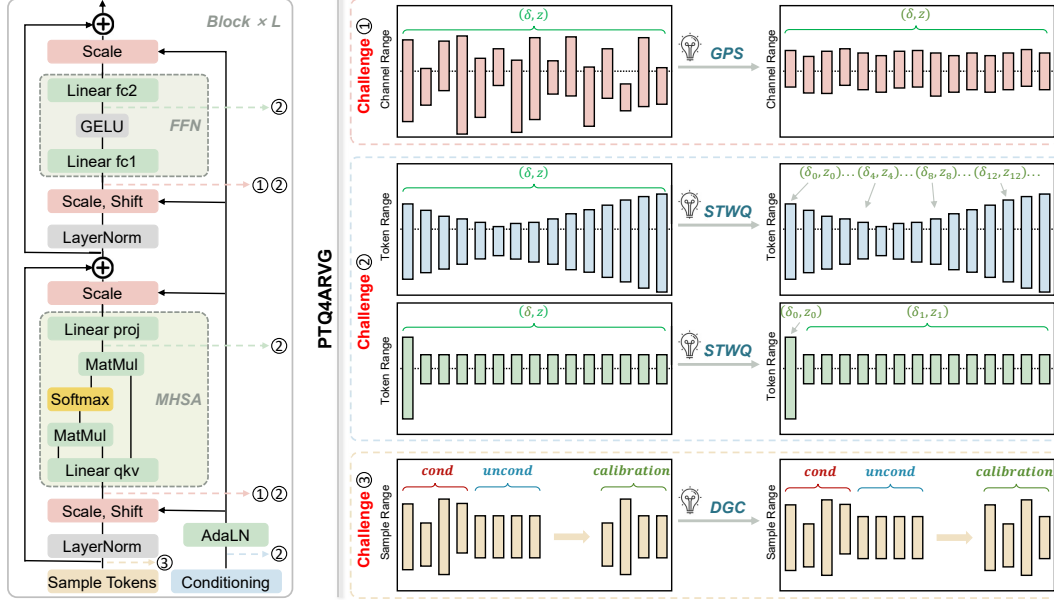 Block × L
Scale
Linear fc2
②
GELU
FFN
Linear fc1
① ②
Scale, Shift
LayerNorm
Scale
Linear proj
②
MatMul
Softmax
MHSA
MatMul
Linear qkv
① ②
Scale, Shift
AdaLN
LayerNorm
②
③
Sample Tokens
Conditioning
PTQ4ARVG
Challenge ①
Channel Range
(δ, z)
GPS
Channel Range
(δ, z)
Challenge ②
Token Range
(δ, z)
STWQ
Token Range
(δ₀, z₀)... (δ₄, z₄)... (δ₈, z₈)... (δ₁₂, z₁₂)...
Token Range
(δ, z)
STWQ
Token Range
(δ₀, z₀)
(δ₁, z₁)
Challenge ③
Sample Range
cond
uncond
calibration
DGC
Sample Range
cond
uncond
calibration